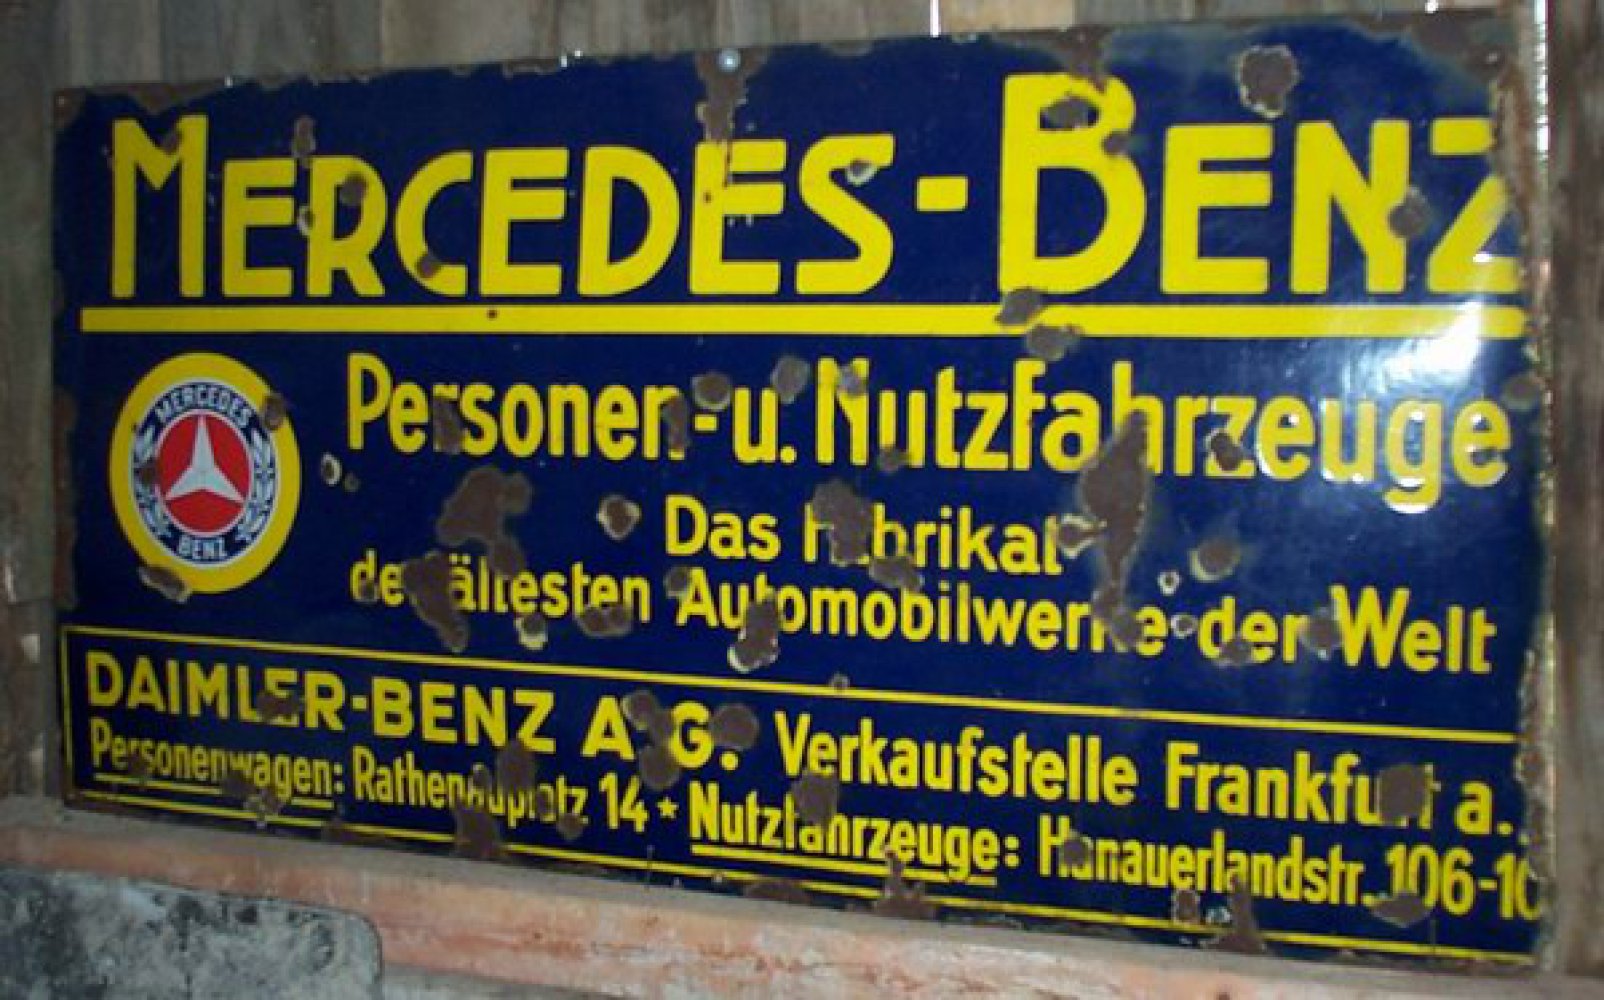 MERCEDES-BENZ
MERCEDES
BENZ
Personen- u. Nutzfahrzeuge
Das Fabrikat
der ältesten Automobilwerke der Welt
DAIMLER-BENZ A.G. Verkaufstelle Frankfurt a.
Personenwagen: Rathenauplatz 14 * Nutzfahrzeuge: Hanauerlandstr. 106-10